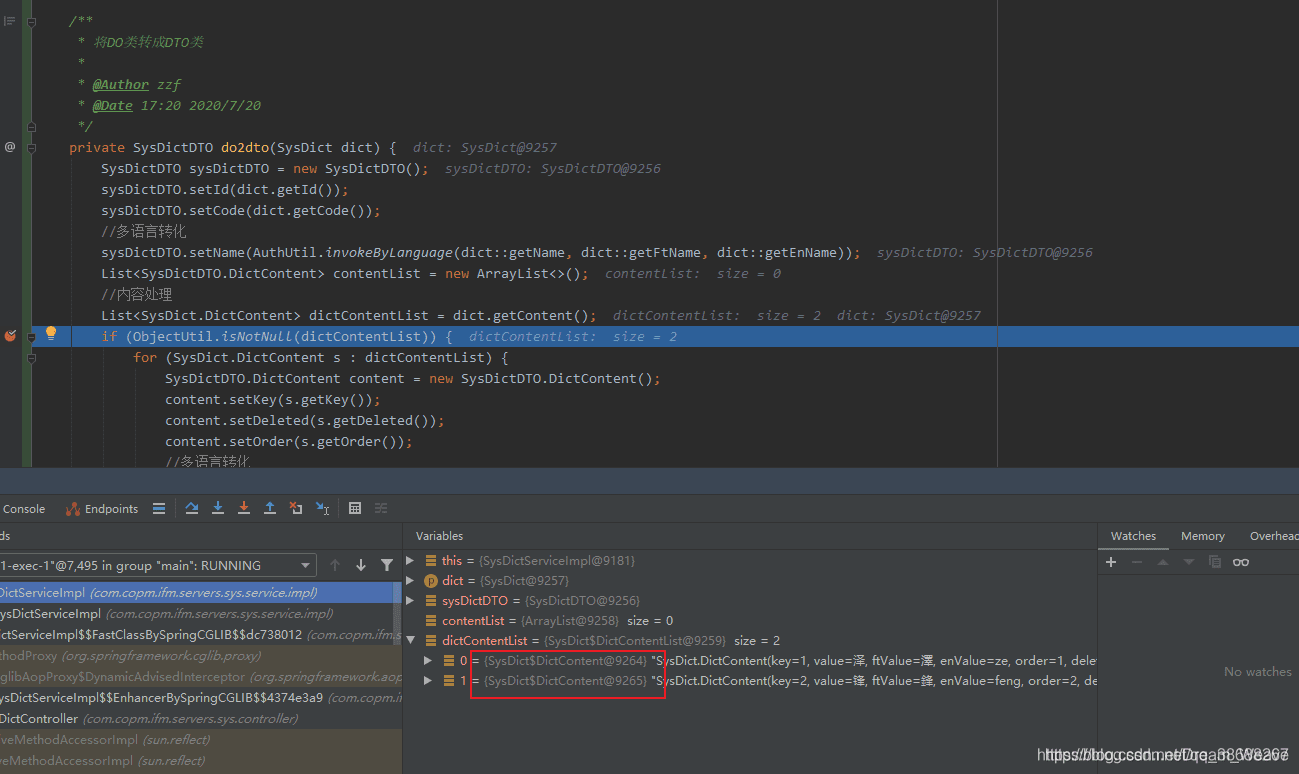 /**
* 将DO类转成DTO类
*
* @Author zzf
* @Date 17:20 2020/7/20
*/
private SysDictDTO do2dto(SysDict dict) { dict: SysDict@9257
SysDictDTO sysDictDTO = new SysDictDTO(); sysDictDTO: SysDictDTO@9256
sysDictDTO.setId(dict.getId());
sysDictDTO.setCode(dict.getCode());
//多语言转化
sysDictDTO.setName(AuthUtil.invokeByLanguage(dict::getName, dict::getFtName, dict::getEnName)); sysDictDTO: SysDictDTO@9256
List<SysDictDTO.DictContent> contentList = new ArrayList<>(); contentList: size = 0
//内容处理
List<SysDict.DictContent> dictContentList = dict.getContent(); dictContentList: size = 2 dict: SysDict@9257
if (ObjectUtil.isNotNull(dictContentList)) { dictContentList: size = 2
for (SysDict.DictContent s : dictContentList) {
SysDictDTO.DictContent content = new SysDictDTO.DictContent();
content.setKey(s.getKey());
content.setDeleted(s.getDeleted());
content.setOrder(s.getOrder());
//多语言转化
Console Endpoints
ds Variables Watches Memory Overhead
1-exec-1"@7,495 in group "main": RUNNING
DictServiceImpl (com.copm.ifm.servers.sys.service.impl)
ysDictServiceImpl (com.copm.ifm.servers.sys.service.impl)
ictServiceImpl$$FastClassBySpringCGLIB$$dc738012 (com.copm.ifm.s
thodProxy (org.springframework.cglib.proxy)
glibAopProxy$DynamicAdvisedInterceptor (org.springframework.aop
ysDictServiceImpl$$EnhancerBySpringCGLIB$$4374e3a9 (com.copm
DictController (com.copm.ifm.servers.sys.controller)
iveMethodAccessorImpl (sun.reflect)
veMethodAccessorImpl (sun.reflect)
this = {SysDictServiceImpl@9181}
p dict = {SysDict@9257}
sysDictDTO = {SysDictDTO@9256}
contentList = {ArrayList@9258} size = 0
dictContentList = {SysDict$DictContentList@9259} size = 2
0 = {SysDict$DictContent@9264} "SysDict.DictContent(key=1, value=泽, ftValue=澤, enValue=ze, order=1, delet
1 = {SysDict$DictContent@9265} "SysDict.DictContent(key=2, value=锋, ftValue=鋒, enValue=feng, order=2, de
No watches